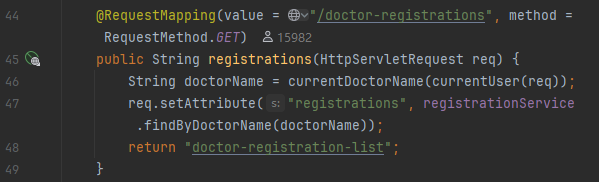 44 @RequestMapping(value = "/doctor-registrations", method =
RequestMethod.GET) 15982
45 public String registrations(HttpServletRequest req) {
46 String doctorName = currentDoctorName(currentUser(req));
47 req.setAttribute( s: "registrations", registrationService
.findByDoctorName(doctorName));
48 return "doctor-registration-list";
49 }